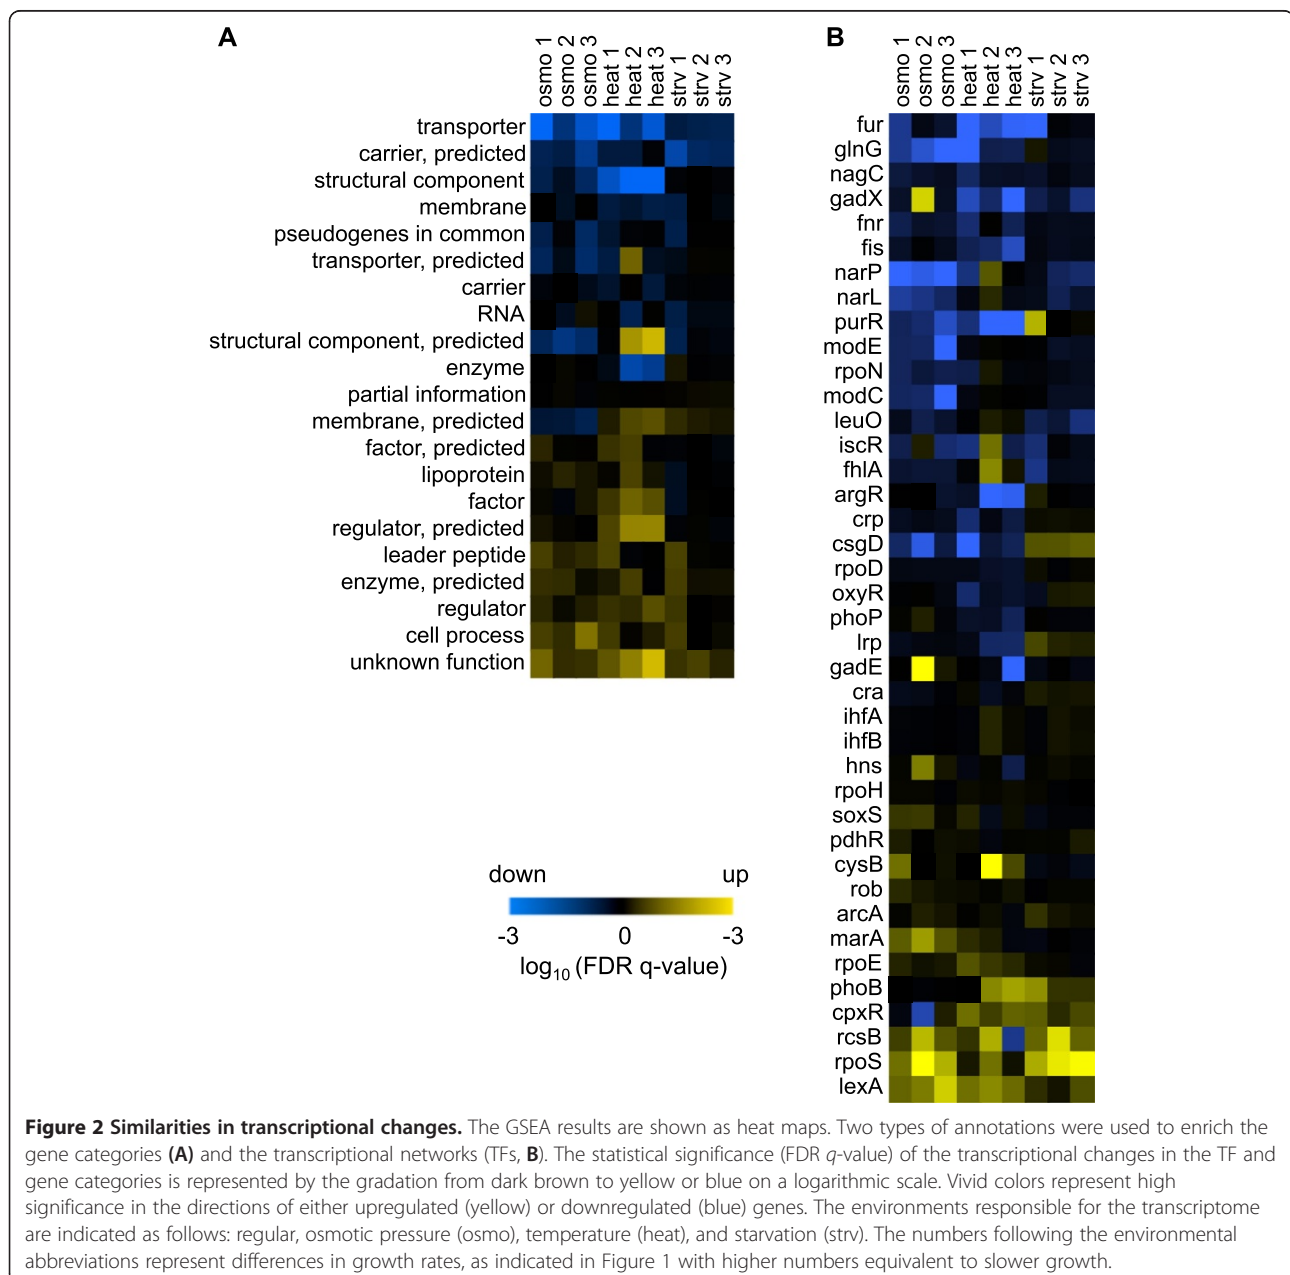 A
osmo 1
osmo 2
osmo 3
heat 1
heat 2
heat 3
strv 1
strv 2
strv 3
transporter
carrier, predicted
structural component
membrane
pseudogenes in common
transporter, predicted
carrier
RNA
structural component, predicted
enzyme
partial information
membrane, predicted
factor, predicted
lipoprotein
factor
regulator, predicted
leader peptide
enzyme, predicted
regulator
cell process
unknown function
down up
-3 0 -3
log10 (FDR q-value)
B
osmo 1
osmo 2
osmo 3
heat 1
heat 2
heat 3
strv 1
strv 2
strv 3
fur
glnG
nagC
gadX
fnr
fis
narP
narL
purR
modE
rpoN
modC
leuO
iscR
fhlA
argR
crp
csgD
rpoD
oxyR
phoP
lrp
gadE
cra
ihfA
ihfB
hns
rpoH
soxS
pdhR
cysB
rob
arcA
marA
rpoE
phoB
cpxR
rcsB
rpoS
lexA
Figure 2 Similarities in transcriptional changes. The GSEA results are shown as heat maps. Two types of annotations were used to enrich the
gene categories (A) and the transcriptional networks (TFs, B). The statistical significance (FDR q-value) of the transcriptional changes in the TF and
gene categories is represented by the gradation from dark brown to yellow or blue on a logarithmic scale. Vivid colors represent high
significance in the directions of either upregulated (yellow) or downregulated (blue) genes. The environments responsible for the transcriptome
are indicated as follows: regular, osmotic pressure (osmo), temperature (heat), and starvation (strv). The numbers following the environmental
abbreviations represent differences in growth rates, as indicated in Figure 1 with higher numbers equivalent to slower growth.